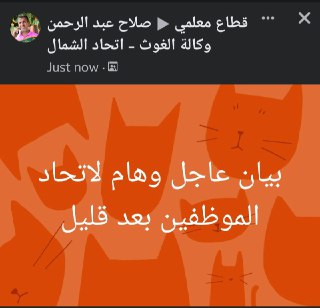 صلاح عبد الرحمن ▶ قطاع معلمي
وكالة الغوث - اتحاد الشمال
Just now ·
بيان عاجل وهام لاتحاد
الموظفين بعد قليل